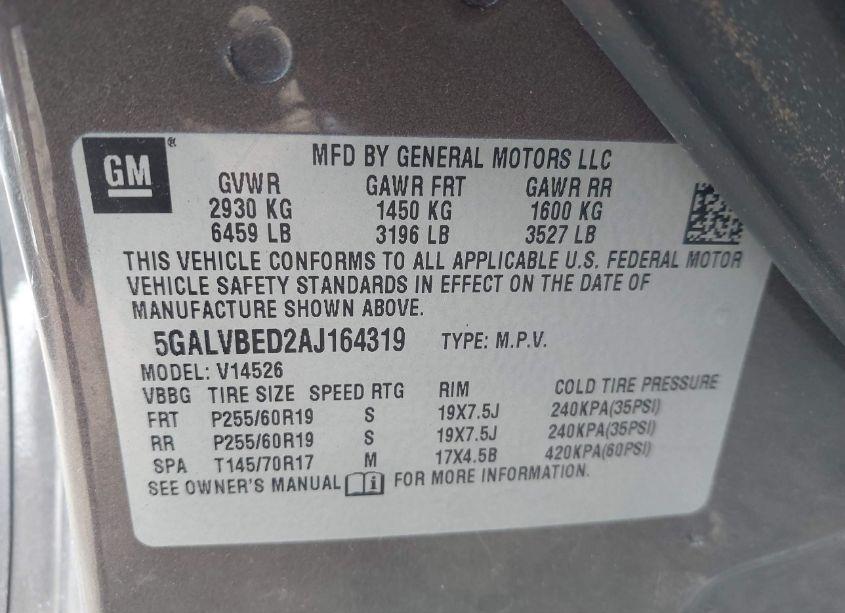 GM®
MFD BY GENERAL MOTORS LLC
GVWR GAWR FRT GAWR RR
2930 KG 1450 KG 1600 KG
6459 LB 3196 LB 3527 LB
THIS VEHICLE CONFORMS TO ALL APPLICABLE U.S. FEDERAL MOTOR
VEHICLE SAFETY STANDARDS IN EFFECT ON THE DATE OF
MANUFACTURE SHOWN ABOVE.
5GALVBED2AJ164319 TYPE: M.P.V.
MODEL: V14526
VBBG TIRE SIZE SPEED RTG RIM COLD TIRE PRESSURE
FRT P255/60R19 S 19X7.5J 240KPA(35PSI)
RR P255/60R19 S 19X7.5J 240KPA(35PSI)
SPA T145/70R17 M 17X4.5B 420KPA(60PSI)
SEE OWNER'S MANUAL i FOR MORE INFORMATION.